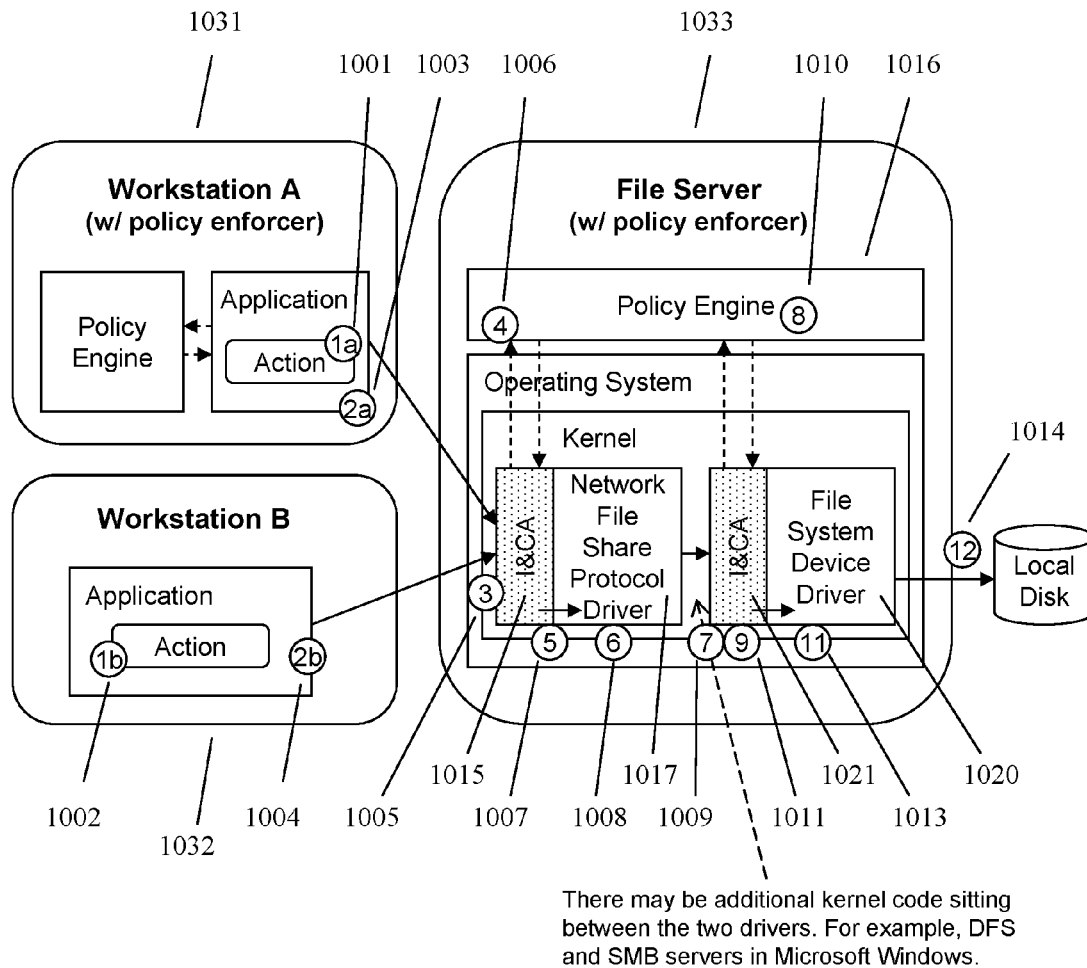 1031
1033
1001
1003
1006
1010
1016
Workstation A
(w/ policy enforcer)
Policy
Engine
Application
1a
Action
2a
File Server
(w/ policy enforcer)
Policy Engine
8
4
Operating System
Kernel
I&CA
Network
File
Share
Protocol
Driver
I&CA
File
System
Device
Driver
3
5
6
7
9
11
1014
12
Local
Disk
Workstation B
Application
Action
1b
2b
1015
1017
1021
1020
1002
1004
1005
1007
1008
1009
1011
1013
1032
There may be additional kernel code sitting
between the two drivers. For example, DFS
and SMB servers in Microsoft Windows.